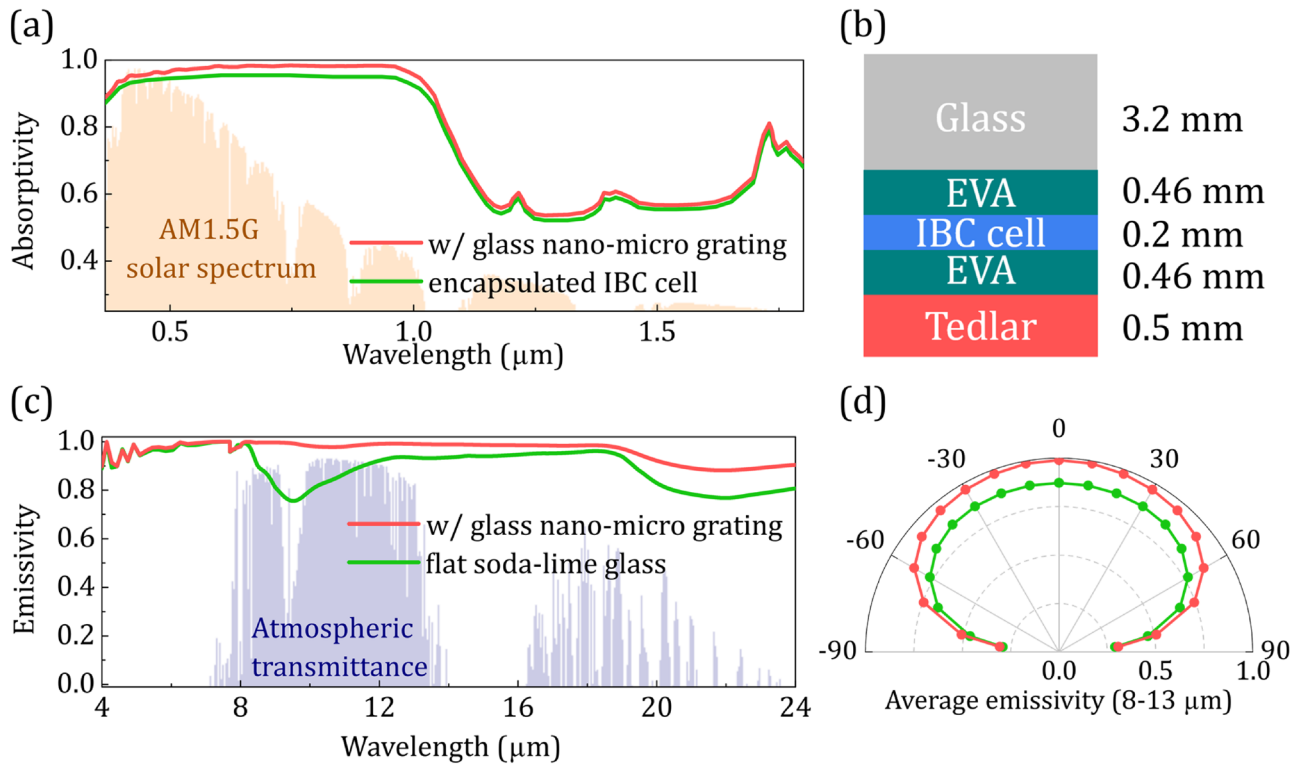 (a)
1.0
0.8
0.6
0.4
Absorptivity
AM1.5G
solar spectrum
w/ glass nano-micro grating
encapsulated IBC cell
0.5
1.0
1.5
Wavelength (μm)
(b)
Glass
3.2 mm
EVA
0.46 mm
IBC cell
0.2 mm
EVA
0.46 mm
Tedlar
0.5 mm
(c)
1.0
0.8
0.6
0.4
0.2
0.0
Emissivity
w/ glass nano-micro grating
flat soda-lime glass
Atmospheric
transmittance
4
8
12
16
20
24
Wavelength (μm)
(d)
0
-30
30
-60
60
-90
90
0.0
0.5
1.0
Average emissivity (8-13 μm)